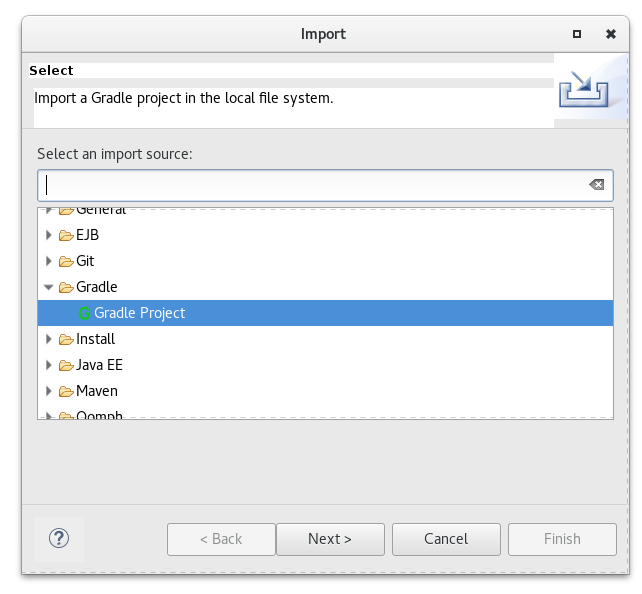 Import
Select
Import a Gradle project in the local file system.
Select an import source:
General
EJB
Git
Gradle
Gradle Project
Install
Java EE
Maven
Oomph
< Back
Next >
Cancel
Finish